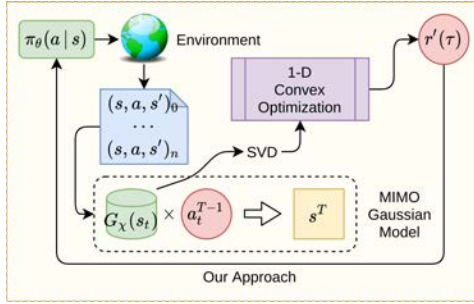 π_θ(a | s)
Environment
r′(τ)
1-D
Convex
Optimization
(s, a, s′)_0
...
(s, a, s′)_n
SVD
G_χ(s_t) × a_t^{T−1}
s^T
MIMO
Gaussian
Model
Our Approach